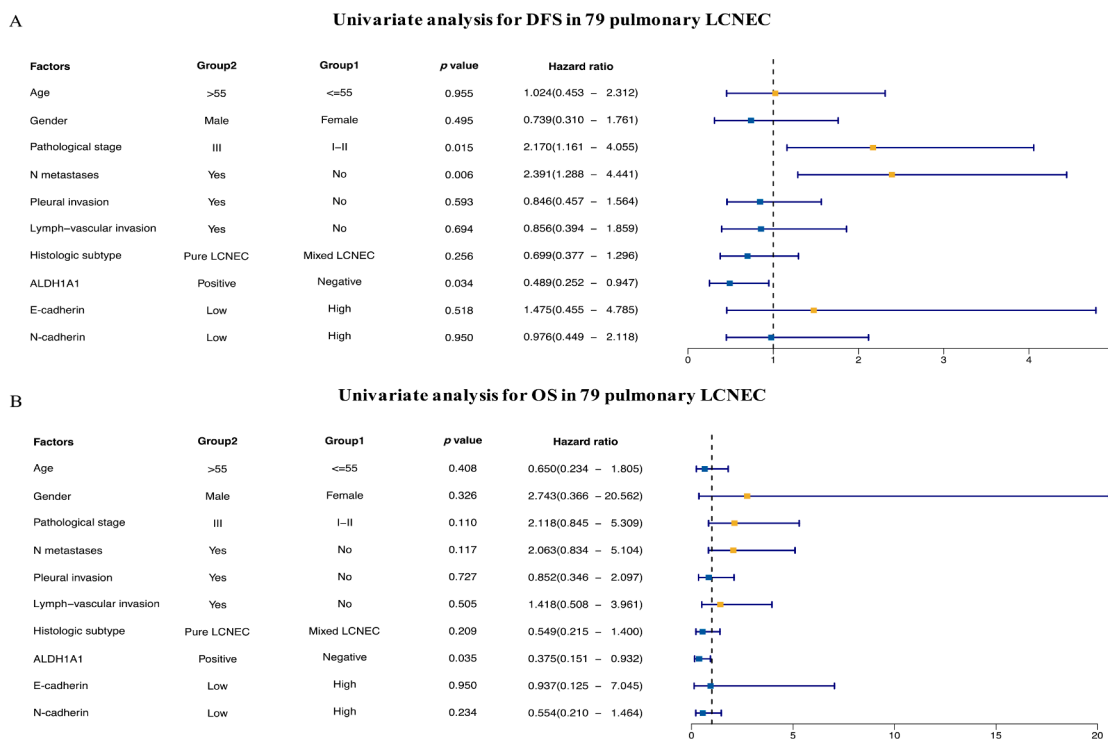 A
Univariate analysis for DFS in 79 pulmonary LCNEC
Factors Group2 Group1 p value Hazard ratio
Age >55 <=55 0.955 1.024(0.453 – 2.312)
Gender Male Female 0.495 0.739(0.310 – 1.761)
Pathological stage III I–II 0.015 2.170(1.161 – 4.055)
N metastases Yes No 0.006 2.391(1.288 – 4.441)
Pleural invasion Yes No 0.593 0.846(0.457 – 1.564)
Lymph–vascular invasion Yes No 0.694 0.856(0.394 – 1.859)
Histologic subtype Pure LCNEC Mixed LCNEC 0.256 0.699(0.377 – 1.296)
ALDH1A1 Positive Negative 0.034 0.489(0.252 – 0.947)
E-cadherin Low High 0.518 1.475(0.455 – 4.785)
N-cadherin Low High 0.950 0.976(0.449 – 2.118)
0 1 2 3 4
B
Univariate analysis for OS in 79 pulmonary LCNEC
Factors Group2 Group1 p value Hazard ratio
Age >55 <=55 0.408 0.650(0.234 – 1.805)
Gender Male Female 0.326 2.743(0.366 – 20.562)
Pathological stage III I–II 0.110 2.118(0.845 – 5.309)
N metastases Yes No 0.117 2.063(0.834 – 5.104)
Pleural invasion Yes No 0.727 0.852(0.346 – 2.097)
Lymph–vascular invasion Yes No 0.505 1.418(0.508 – 3.961)
Histologic subtype Pure LCNEC Mixed LCNEC 0.209 0.549(0.215 – 1.400)
ALDH1A1 Positive Negative 0.035 0.375(0.151 – 0.932)
E-cadherin Low High 0.950 0.937(0.125 – 7.045)
N-cadherin Low High 0.234 0.554(0.210 – 1.464)
0 5 10 15 20